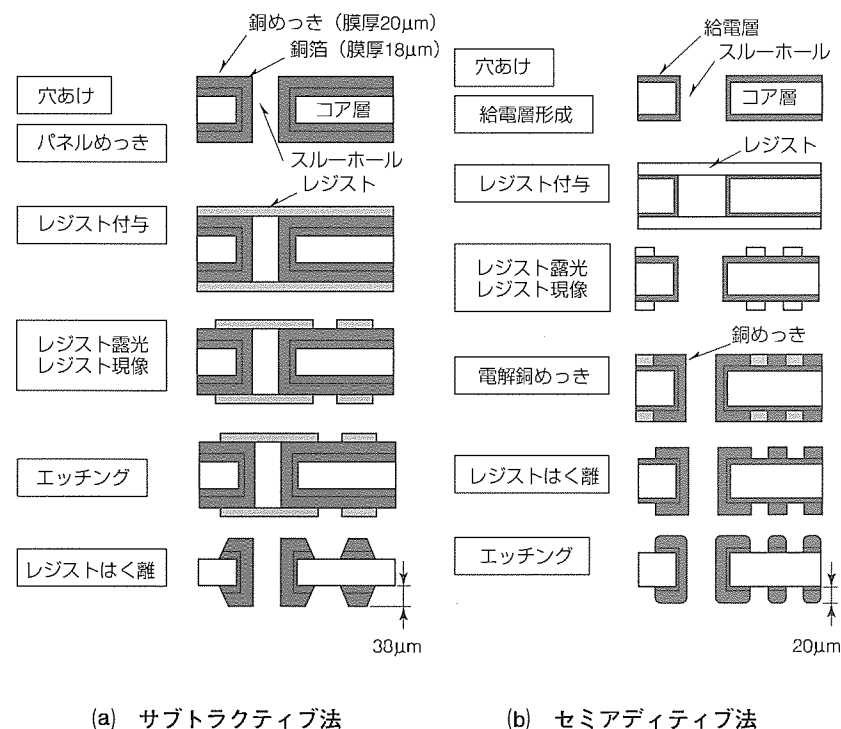 銅めっき(膜厚20μm)
銅箔(膜厚18μm)
穴あけ
パネルめっき
コア層
スルーホール
レジスト
レジスト付与
レジスト露光
レジスト現像
エッチング
レジストはく離
38μm
(a) サブトラクティブ法
給電層
スルーホール
穴あけ
給電層形成
コア層
レジスト
レジスト付与
レジスト露光
レジスト現像
銅めっき
電解銅めっき
レジストはく離
エッチング
20μm
(b) セミアディティブ法